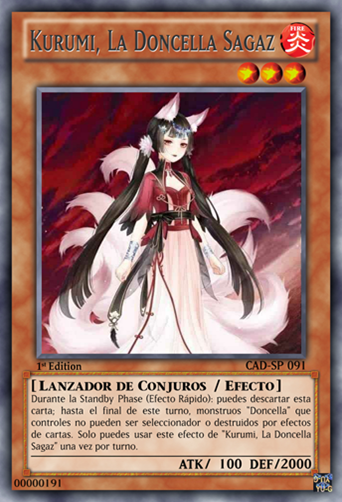 Kurumi, La Doncella Sagaz
FIRE
炎
1st Edition
CAD-SP 091
[ Lanzador de Conjuros / Efecto ]
Durante la Standby Phase (Efecto Rápido): puedes descartar esta
carta; hasta el final de este turno, monstruos "Doncella" que
controles no pueden ser seleccionador o destruidos por efectos
de cartas. Solo puedes usar este efecto de "Kurumi, La Doncella
Sagaz" una vez por turno.
ATK/ 100 DEF/2000
00000191